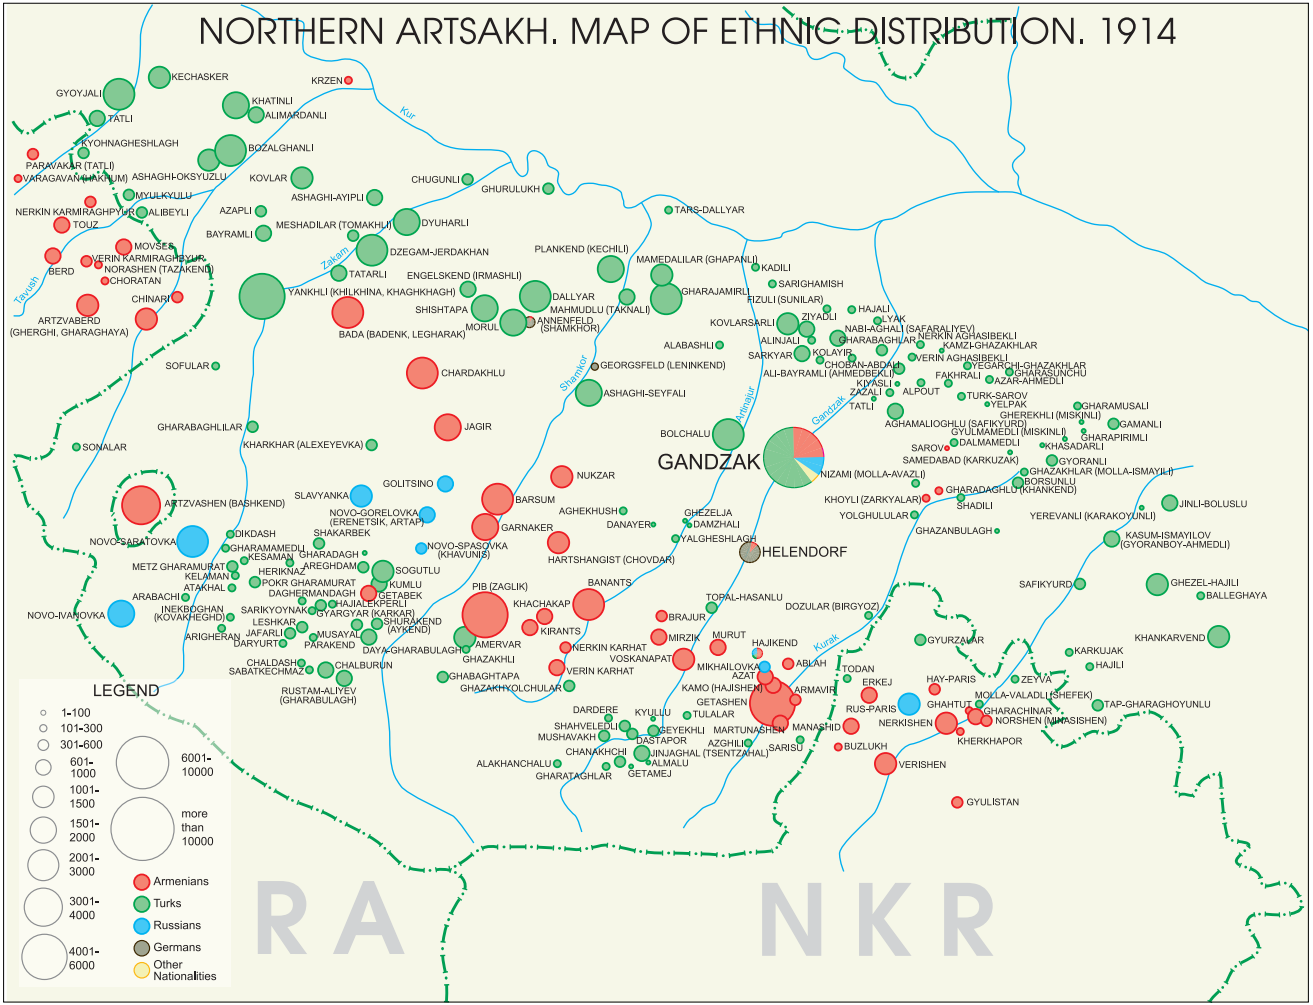 NORTHERN ARTSAKH. MAP OF ETHNIC DISTRIBUTION. 1914
KECHASKER
KRZEN
GYOYJALI
KHATINLI
TATLI
ALIMARDANLI
Kur
KYOHNAGHESHLAGH
BOZALGHANLI
PARAVAKAR (TATLI)
VARAGAVAN (HAKHUM)
ASHAGHI-OKSYUZLU
KOVLAR
CHUGUNLI
GHURULUKH
MYULKYULU
ASHAGHI-AYIPLI
NERKIN KARMIRAGHPYUR
ALIBEYLI
AZAPLI
TARS-DALLYAR
TOUZ
MESHADILAR (TOMAKHLI)
DYUHARLI
BAYRAMLI
MOVSES
PLANKEND (KECHILI)
DZEGAM-JERDAKHAN
VERIN KARMIRAGHBYUR
Zakam
MAMEDALILAR (GHAPANLI)
BERD
NORASHEN (TAZAKEND)
KADILI
TATARLI
ENGELSKEND (IRMASHLI)
CHORATAN
SARIGHAMISH
Tavush
CHINARI
YANKHLI (KHILKHINA, KHAGHKHAGH)
DALLYAR
GHARAJAMIRLI
FIZULI (SUNILAR)
ARTZVABERD
(GHERGHI, GHARAGHAYA)
SHISHTAPA
MAHMUDLU (TAKNALI)
HAJALI
ZIYADLI
ANNENFELD
(SHAMKHOR)
LYAK
MORUL
KOVLARSARLI
NABI-AGHALI (SAFARALIYEV)
BADA (BADENK, LEGHARAK)
ALINJALI
GHARABAGHLAR
NERKIN AGHASIBEKLI
ALABASHLI
KAMZI-GHAZAKHLAR
SARKYAR
KOLAYIR
VERIN AGHASIBEKLI
SOFULAR
GEORGSFELD (LENINKEND)
CHOBAN-ABDALI
YEGARCHI-GHAZAKHLAR
CHARDAKHLU
Shamkor
ALI-BAYRAMLI (AHMEDBEKLI)
GHARASUNCHU
FAKHRALI
AZAR-AHMEDLI
KIYASLI
ALPOUT
ASHAGHI-SEYFALI
Artinajur
ZAZALI
TURK-SAROV
TATLI
YELPAK
GHARAMUSALI
Gandzak
GHEREKHLI (MISKINLI)
AGHAMALIOGHLU (SAFIKYURD)
GAMANLI
GHARABAGHLILAR
JAGIR
GYULMAMEDLI (MISKINLI)
BOLCHALU
GHARAPIRIMLI
SONALAR
KHARKHAR (ALEXEYEVKA)
DALMAMEDLI
KHASADARLI
SAROV
SAMEDABAD (KARKUZAK)
GANDZAK
GYORANLI
NIZAMI (MOLLA-AVAZLI)
GHAZAKHLAR (MOLLA-ISMAYILI)
NUKZAR
GOLITSINO
BORSUNLU
GHARADAGHLU (KHANKEND)
SLAVYANKA
BARSUM
KHOYLI (ZARKYALAR)
ARTZVASHEN (BASHKEND)
SHADILI
JINLI-BOLUSLU
NOVO-GORELOVKA
(ERENETSIK, ARTAP)
AGHEKHUSH
GHEZELJA
YOLGHULULAR
YEREVANLI (KARAKOYUNLI)
GARNAKER
DANAYER
DAMZHALI
GHAZANBULAGH
DIKDASH
SHAKARBEK
YALGHESHLAGH
KASUM-ISMAYILOV
(GYORANBOY-AHMEDLI)
NOVO-SARATOVKA
GHARAMAMEDLI
NOVO-SPASOVKA
(KHAVUNIS)
GHARADAGH
HELENDORF
KESAMAN
HARTSHANGIST (CHOVDAR)
METZ GHARAMURAT
HERIKNAZ
AREGHDAM
SOGUTLU
KELAMAN
SAFIKYURD
GHEZEL-HAJILI
POKR GHARAMURAT
KUMLU
PIB (ZAGLIK)
BANANTS
ATAKHAL
DAGHERMANDAGH
GETABEK
BALLEGHAYA
ARABACHI
TOPAL-HASANLU
HAJIALEKPERLI
KHACHAKAP
INEKBOGHAN
(KOVAKHEGHD)
SARIKYOYNAK
DOZULAR (BIRGYOZ)
NOVO-IVANOVKA
GYARGYAR (KARKAR)
BRAJUR
LESHKAR
SHURAKEND
(AYKEND)
KIRANTS
ARIGHERAN
JAFARLI
MUSAYAL
MIRZIK
MURUT
HAJIKEND
Kurak
GYURZALAR
KHANKARVEND
DARYURT
PARAKEND
AMERVAR
NERKIN KARHAT
DAYA-GHARABULAGH
VOSKANAPAT
KARKUJAK
GHAZAKHLI
CHALDASH
MIKHAILOVKA
ABLAH
HAJILI
SABATKECHMAZ
CHALBURUN
VERIN KARHAT
AZAT
TODAN
GHABAGHTAPA
ZEYVA
LEGEND
RUSTAM-ALIYEV
(GHARABULAGH)
GHAZAKHYOLCHULAR
KAMO (HAJISHEN)
ERKEJ
HAY-PARIS
ARMAVIR
MOLLA-VALADLI (SHEFEK)
GETASHEN
RUS-PARIS
GHAHTUT
TAP-GHARAGHOYUNLU
1-100
DARDERE
KYULLU
TULALAR
GHARACHINAR
101-300
SHAHVELEDLI
MARTUNASHEN
MANASHID
NERKISHEN
NORSHEN (MINASISHEN)
301-600
MUSHAVAKH
DASTAPOR
GEYEKHLI
KHERKHAPOR
AZGHILI
SARISU
BUZLUKH
601-
1000
CHANAKHCHI
JINJAGHAL (TSENTZAHAL)
ALAKHANCHALU
ALMALU
VERISHEN
GHARATAGHLAR
GETAMEJ
1001-
1500
6001-
10000
GYULISTAN
1501-
2000
more
than
10000
2001-
3000
Armenians
3001-
4000
Turks
RA
NKR
Russians
4001-
6000
Germans
Other
Nationalities